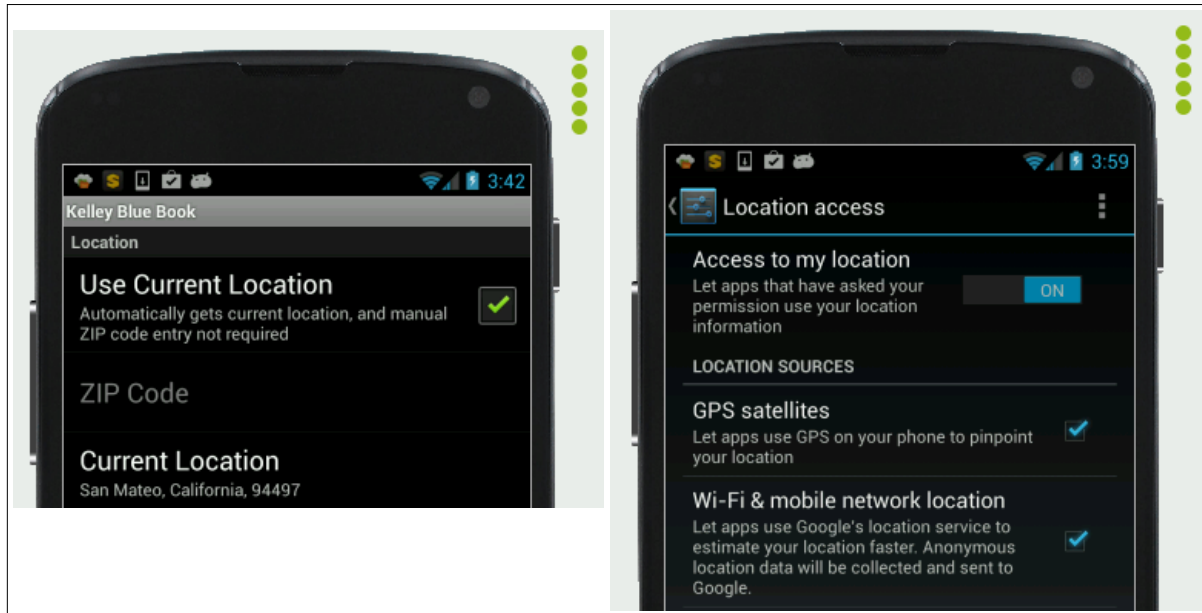 3:42
Kelley Blue Book
Location
Use Current Location
Automatically gets current location, and manual
ZIP code entry not required
ZIP Code
Current Location
San Mateo, California, 94497
S
3:59
Location access
Access to my location
Let apps that have asked your
permission use your location
information
ON
LOCATION SOURCES
GPS satellites
Let apps use GPS on your phone to pinpoint
your location
Wi-Fi & mobile network location
Let apps use Google's location service to
estimate your location faster. Anonymous
location data will be collected and sent to
Google.